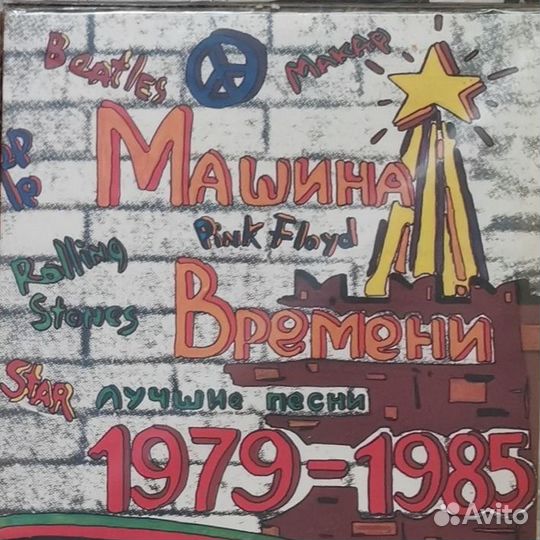 Beatles
Макар
Машина
Pink Floyd
Rolling
Stones
Времени
Star
лучшие песни
1979-1985
Avito